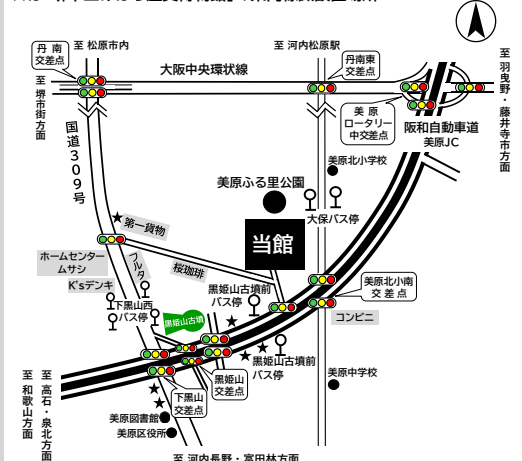 丹 南
交差点
至 松原市内
至 河内松原駅
丹南東
交差点
大阪中央環状線
至 堺市街方面
至 羽曳野・藤井寺市方面
美 原
ロータリー
中交差点
阪和自動車道
美原JC
国道309号
美原北小学校
美原ふる里公園
大保バス停
当館
★第一貨物
ホームセンター
ムサシ
K'sデンキ
フルタ
桜珈琲
下黒山西
バス停
黒姫山古墳前
バス停
美原北小南
交 差 点
コンビニ
黒姫山古墳
黒姫山古墳前
バス停
黒姫山
交差点
下黒山
交差点
美原中学校
美原図書館
美原区役所
至 和歌山方面
至 高石・泉北方面
至 河内長野・富田林方面